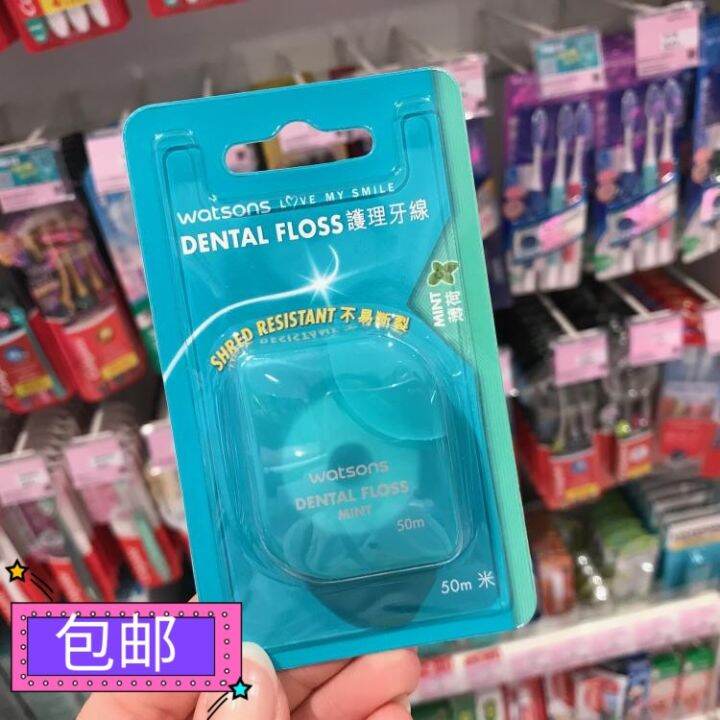 watsons LOVE MY SMILE
DENTAL FLOSS 護理牙線
MINT 薄荷
SHRED RESISTANT 不易斷裂
watsons
DENTAL FLOSS
MINT
50m
50m 米
包邮